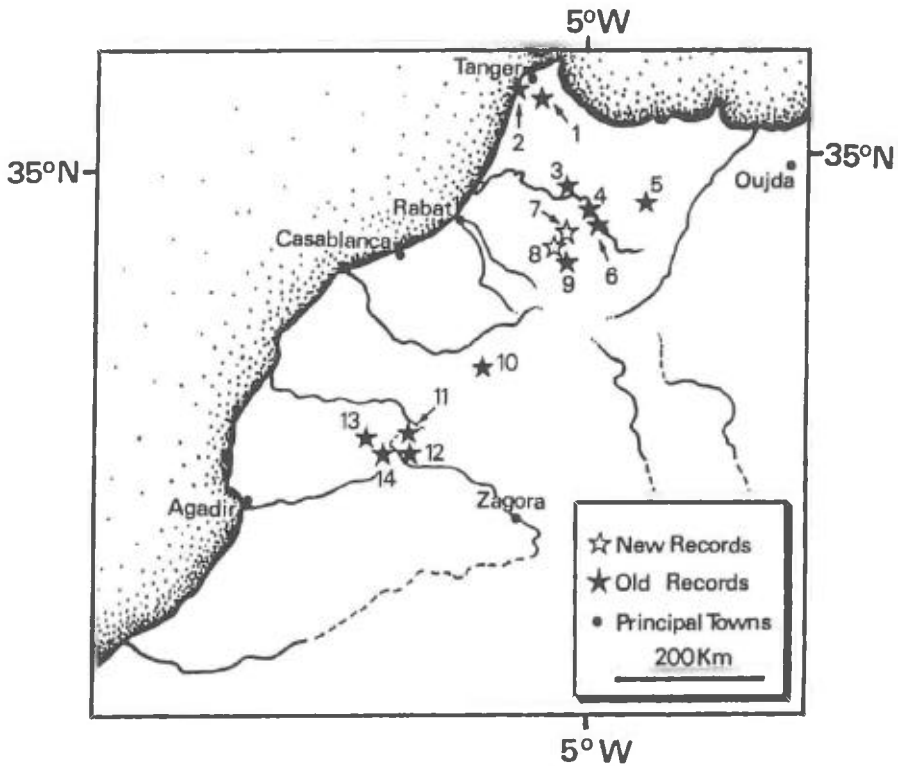 5°W
Tanger
2
1
35°N
35°N
3
4
5
Oujda
Rabat
7
Casablanca
8
6
9
10
11
13
12
14
Agadir
Zagora
New Records
Old Records
Principal Towns
200Km
5°W